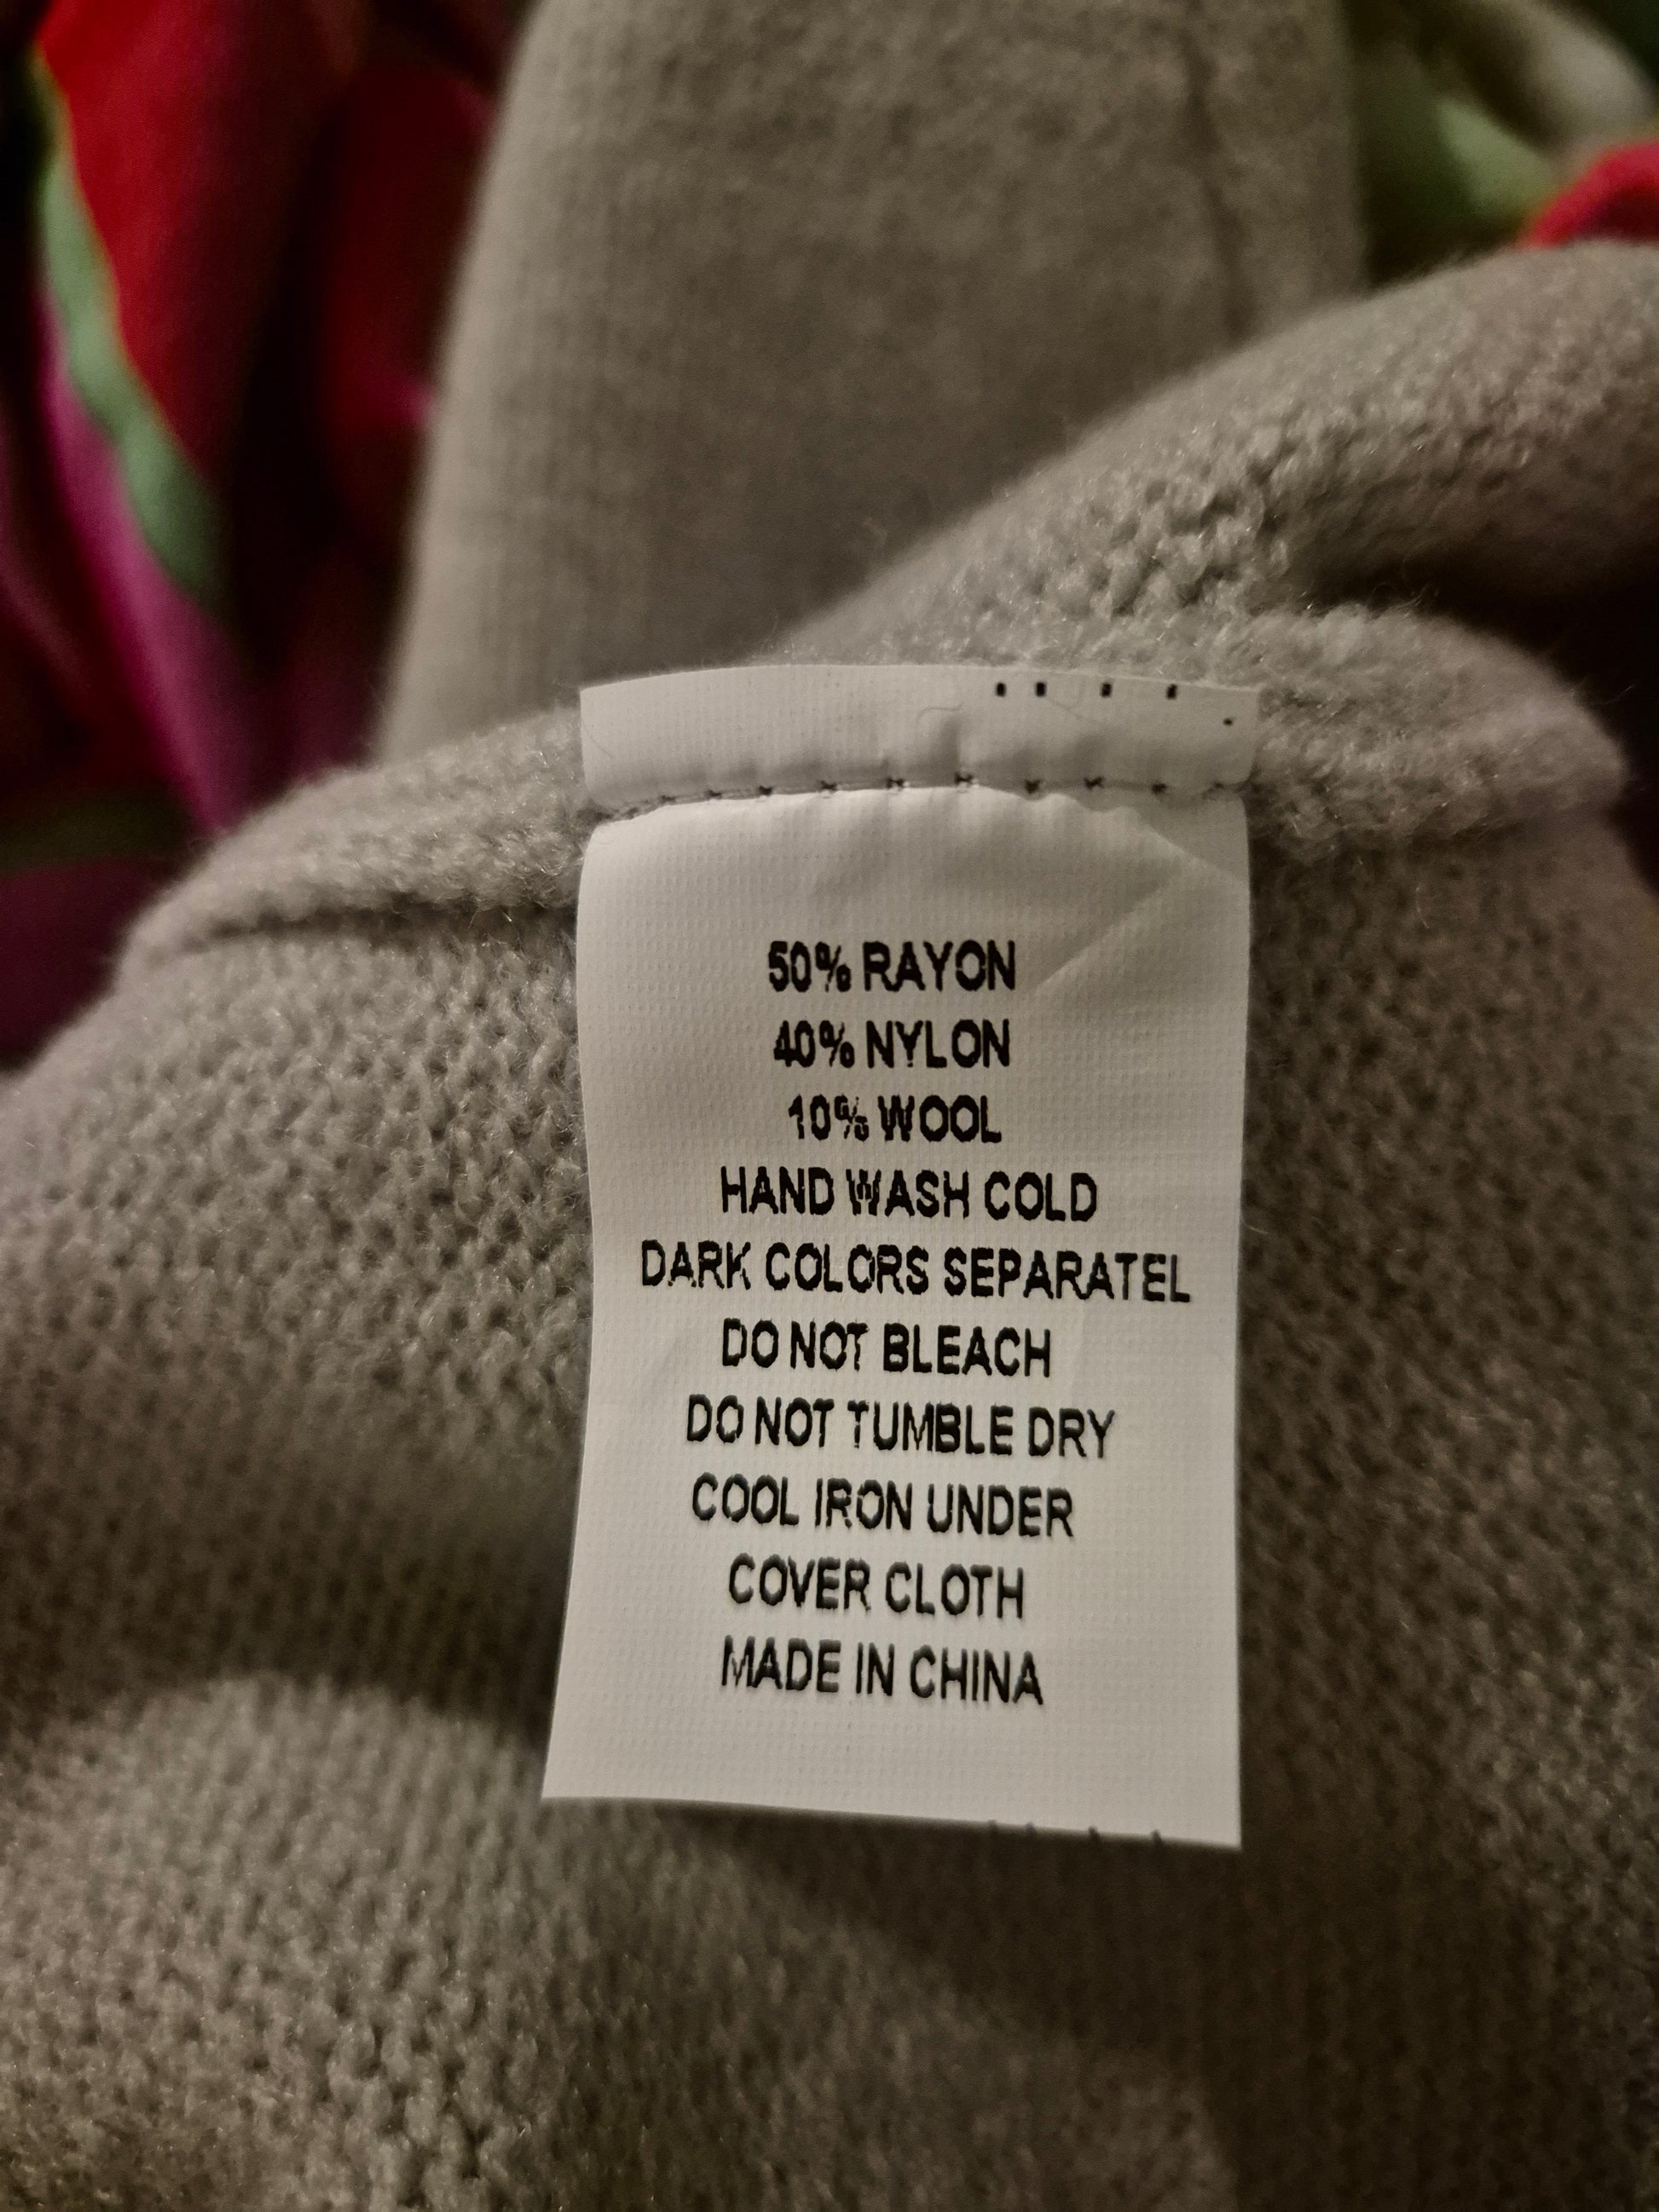 50% RAYON
40% NYLON
10% WOOL
HAND WASH COLD
DARK COLORS SEPARATEL
DO NOT BLEACH
DO NOT TUMBLE DRY
COOL IRON UNDER
COVER CLOTH
MADE IN CHINA